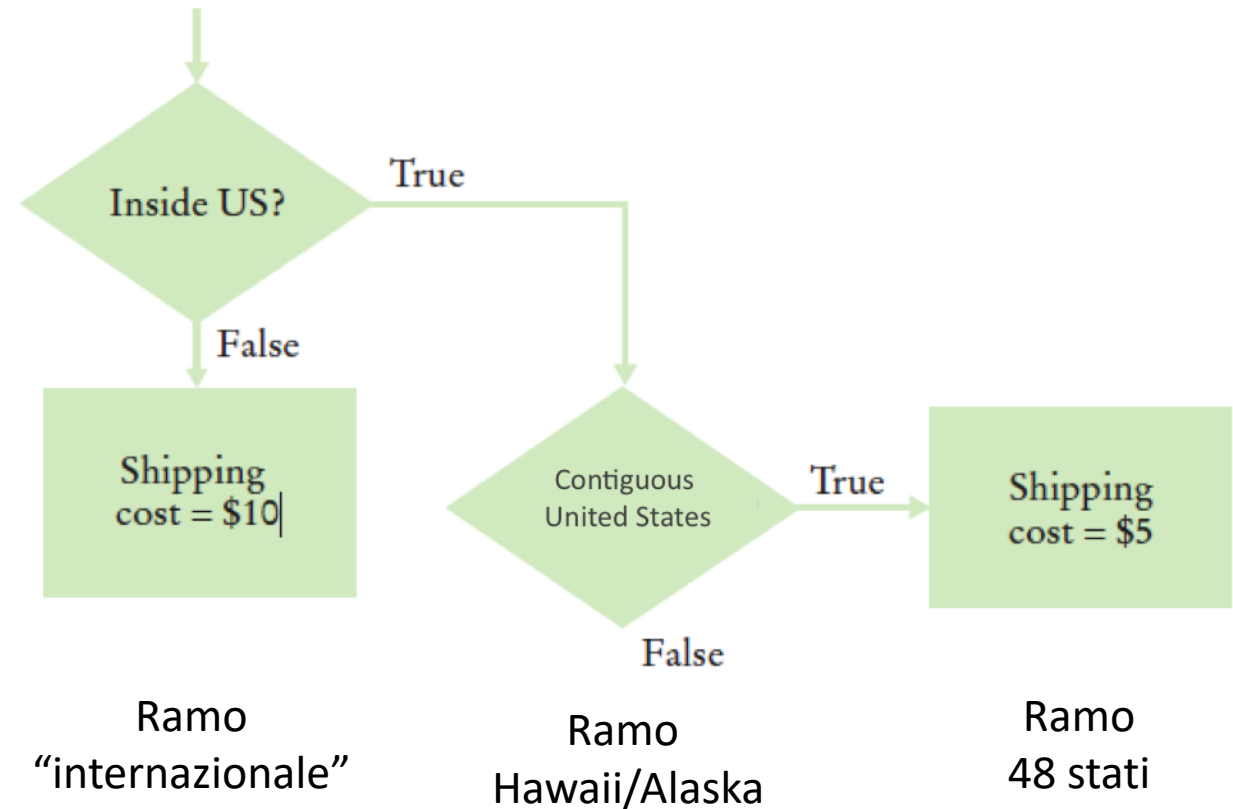 True
Inside US?
False
Shipping
cost = $10
Contiguous
United States
True
Shipping
cost = $5
False
Ramo
“internazionale”
Ramo
Hawaii/Alaska
Ramo
48 stati